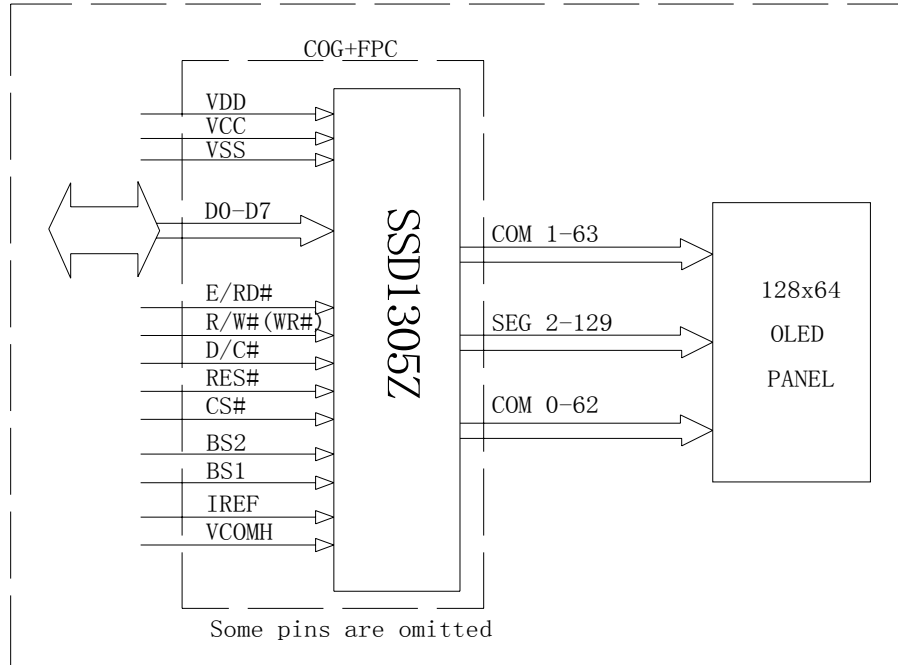 COG+FPC
VDD
VCC
VSS
D0-D7
E/RD#
R/W#(WR#)
D/C#
RES#
CS#
BS2
BS1
IREF
VCOMH
SSD1305Z
COM 1-63
SEG 2-129
COM 0-62
128x64
OLED
PANEL
Some pins are omitted